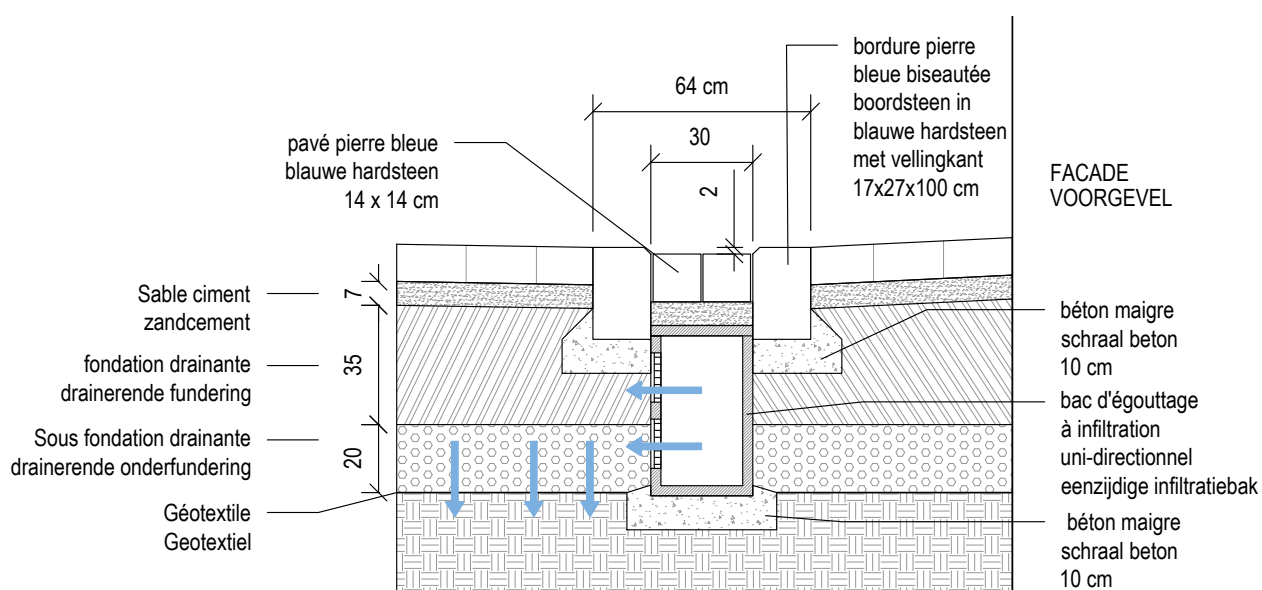 bordure pierre
bleue biseautée
boordsteen in
blauwe hardsteen
met vellingkant
17x27x100 cm
64 cm
30
2
pavé pierre bleue
blauwe hardsteen
14 x 14 cm
FACADE
VOORGEVEL
Sable ciment
zandcement
7
fondation drainante
drainerende fundering
35
Sous fondation drainante
drainerende onderfundering
20
Géotextile
Geotextiel
béton maigre
schraal beton
10 cm
bac d'égouttage
à infiltration
uni-directionnel
eenzijdige infiltratiebak
béton maigre
schraal beton
10 cm